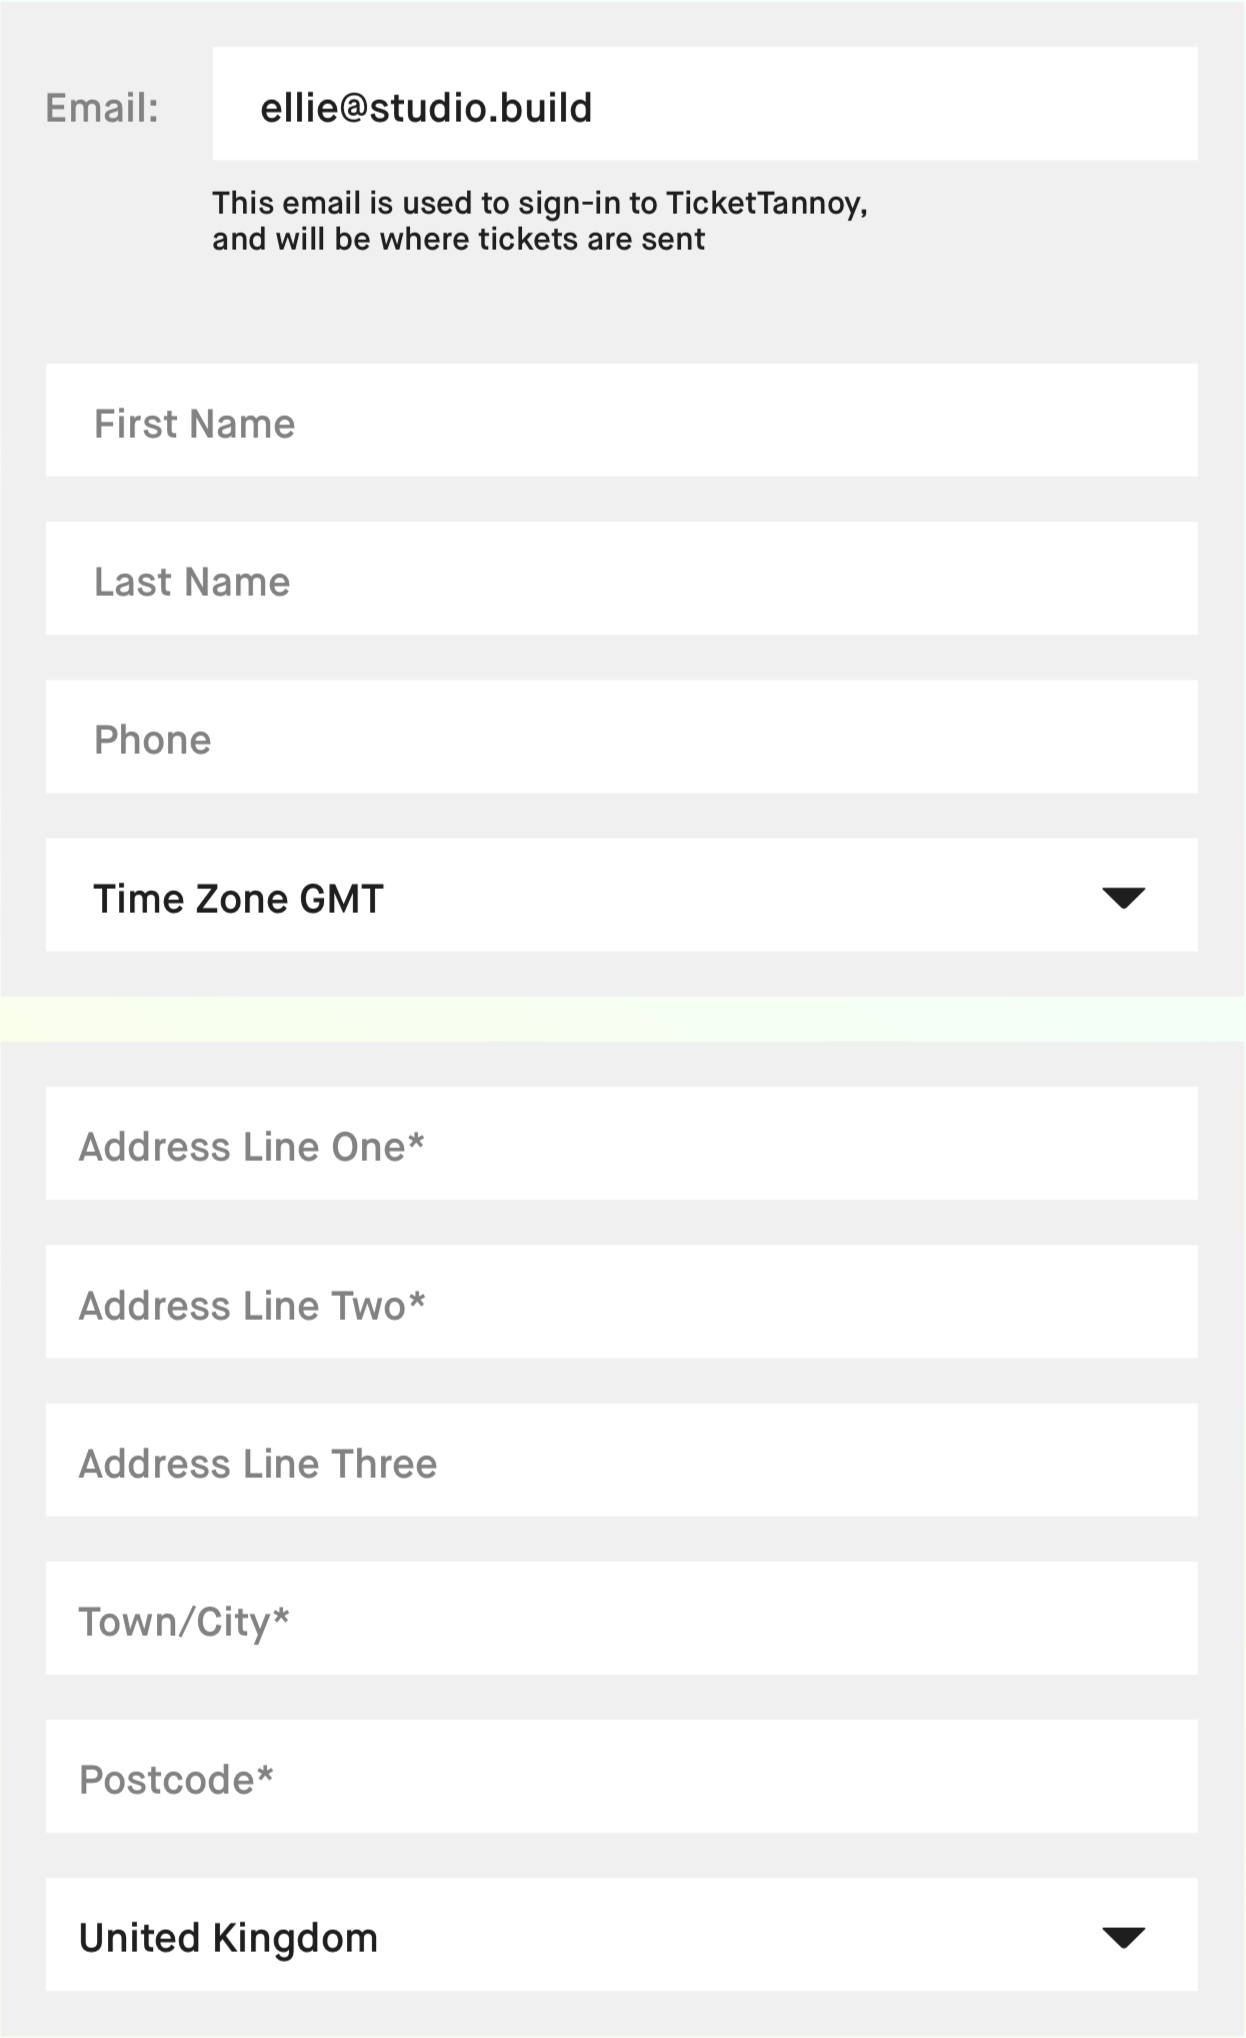 Email:
ellie@studio.build
This email is used to sign-in to TicketTannoy,
and will be where tickets are sent
First Name
Last Name
Phone
Time Zone GMT
Address Line One*
Address Line Two*
Address Line Three
Town/City*
Postcode*
United Kingdom